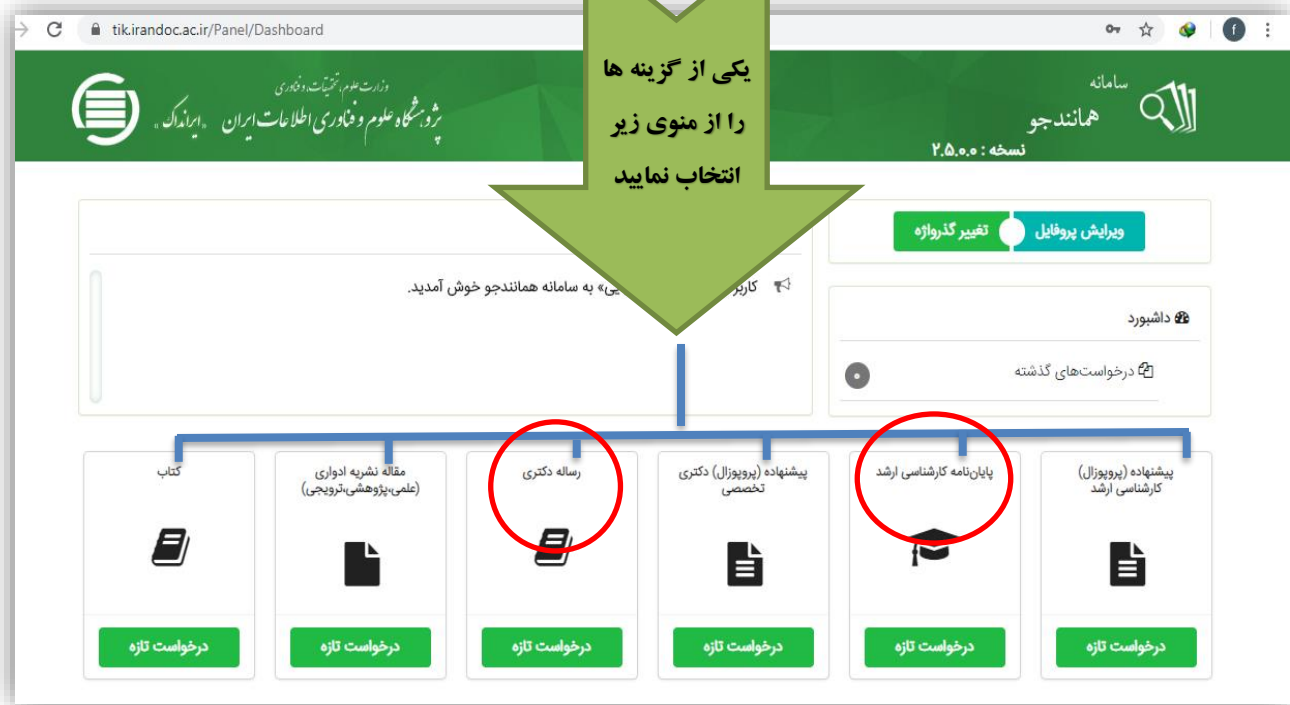 tik.irandoc.ac.ir/Panel/Dashboard
f
یکی از گزینه ها
را از منوی زیر
انتخاب نمایید
سامانه
همانندجو
نسخه : ۲.۵.۰.۰
وزارت علوم، تحقیقات، و فناوری
پژوهشگاه علوم و فناوری اطلاعات ایران «ایرانداک»
ویرایش پروفایل
تغییر گذرواژه
یی» به سامانه همانندجو خوش آمدید.
داشبورد
درخواست‌های گذشته
۰
پیشنهاده (پروپوزال)
کارشناسی ارشد
پایان‌نامه کارشناسی ارشد
پیشنهاده (پروپوزال) دکتری
تخصصی
رساله دکتری
مقاله نشریه ادواری
(علمی،پژوهشی،ترویجی)
کتاب
درخواست تازه
درخواست تازه
درخواست تازه
درخواست تازه
درخواست تازه
درخواست تازه